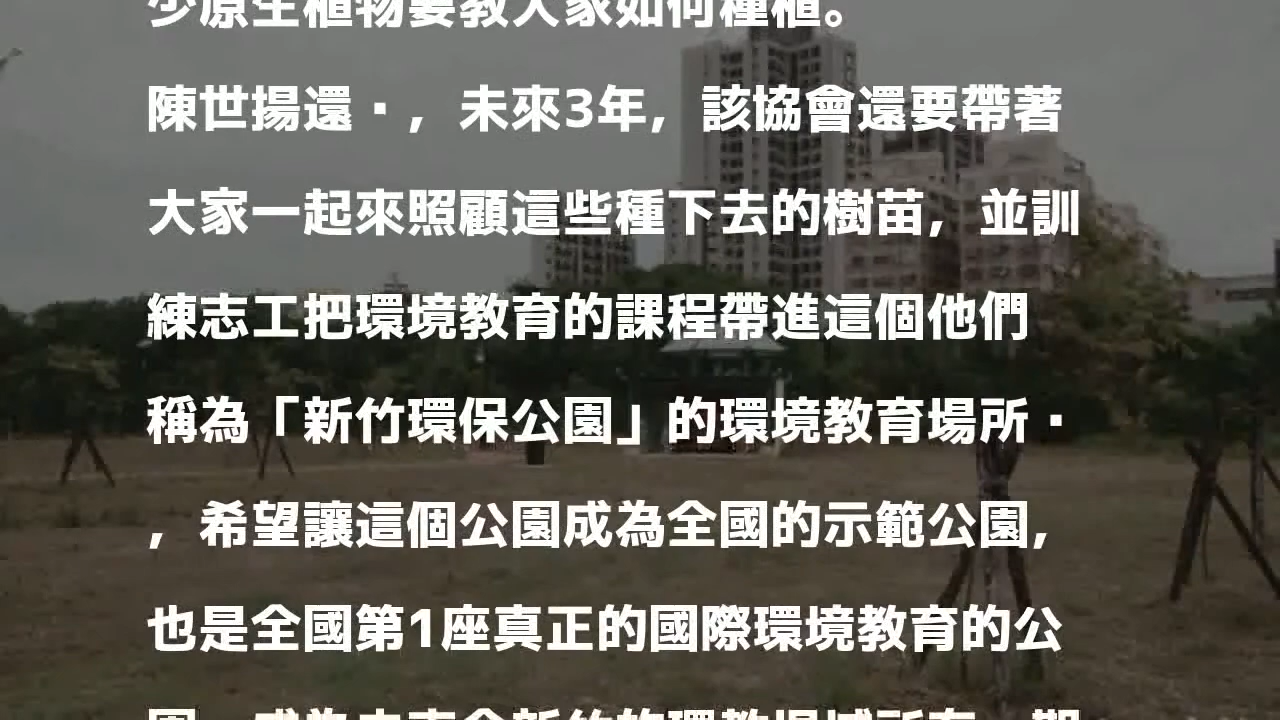 少原生植物要教大家如何種植。
陳世揚還▪，未來3年，該協會還要帶著
大家一起來照顧這些種下去的樹苗，並訓
練志工把環境教育的課程帶進這個他們
稱為「新竹環保公園」的環境教育場所▪
，希望讓這個公園成為全國的示範公園，
也是全國第1座真正的國際環境教育的公